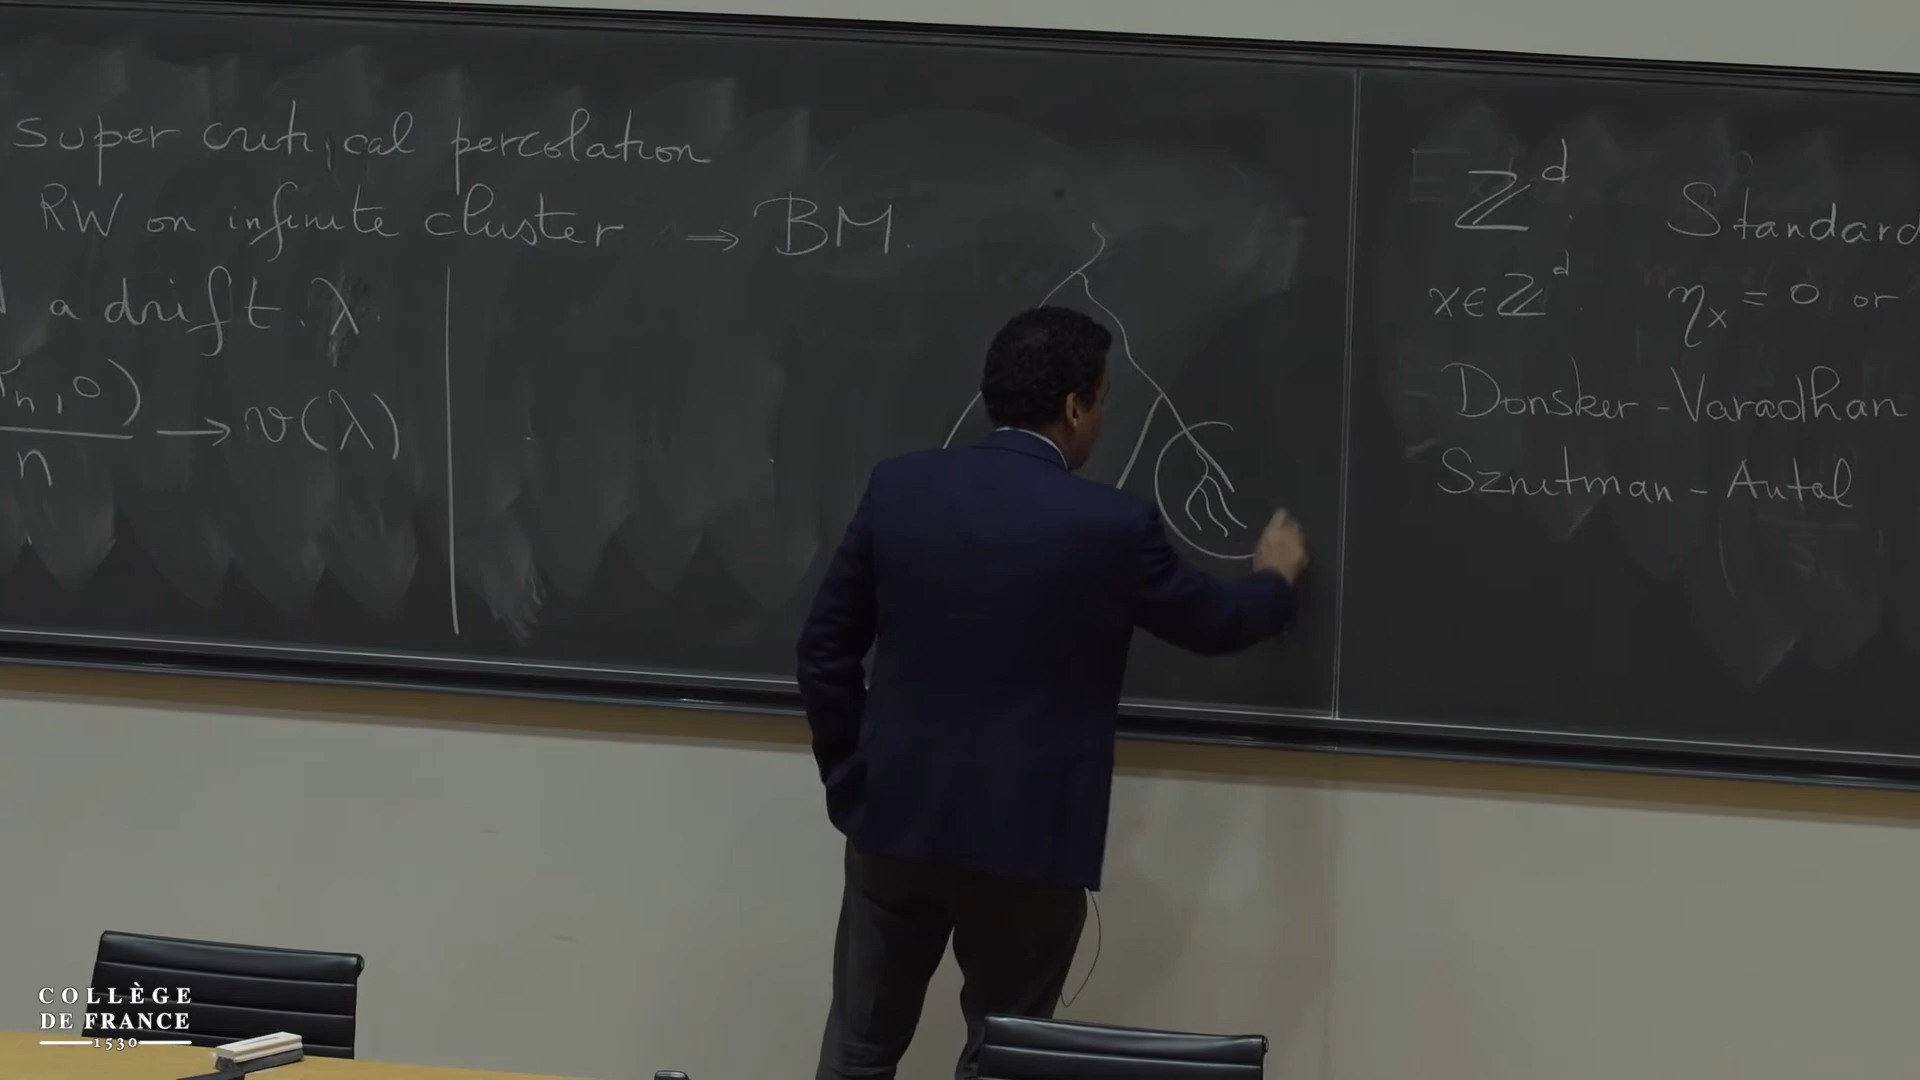 super critical percolation
RW on infinite cluster ⇒ BM.
a drift λ.
n, 0)
→ v(λ)
n
ℤ^d. Standard
x∈ℤ^d. η_x = 0 or
Donsker - Varadhan
Sznitman - Antal
COLLÈGE
DE FRANCE
1530